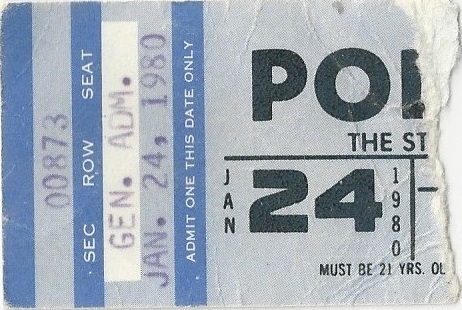 00873
SEC ROW SEAT
GEN. ADM.
JAN. 24, 1980
ADMIT ONE THIS DATE ONLY
PO
THE ST
JAN
24
1980
MUST BE 21 YRS. OL